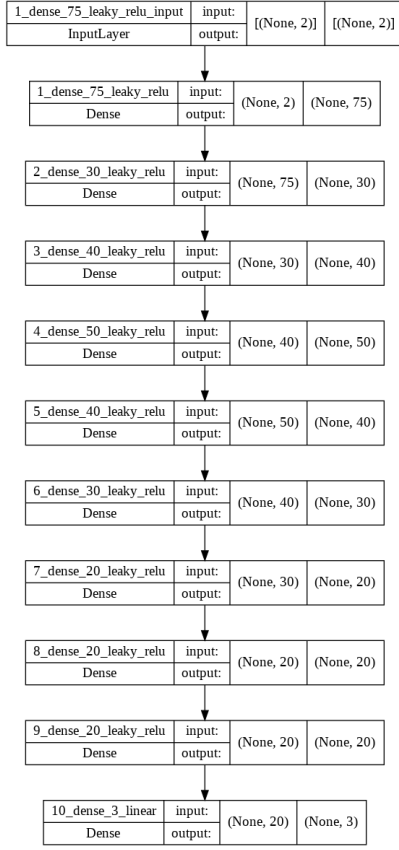 1_dense_75_leaky_relu_input input: [(None, 2)] [(None, 2)]
InputLayer output:
1_dense_75_leaky_relu input: (None, 2) (None, 75)
Dense output:
2_dense_30_leaky_relu input: (None, 75) (None, 30)
Dense output:
3_dense_40_leaky_relu input: (None, 30) (None, 40)
Dense output:
4_dense_50_leaky_relu input: (None, 40) (None, 50)
Dense output:
5_dense_40_leaky_relu input: (None, 50) (None, 40)
Dense output:
6_dense_30_leaky_relu input: (None, 40) (None, 30)
Dense output:
7_dense_20_leaky_relu input: (None, 30) (None, 20)
Dense output:
8_dense_20_leaky_relu input: (None, 20) (None, 20)
Dense output:
9_dense_20_leaky_relu input: (None, 20) (None, 20)
Dense output:
10_dense_3_linear input: (None, 20) (None, 3)
Dense output: